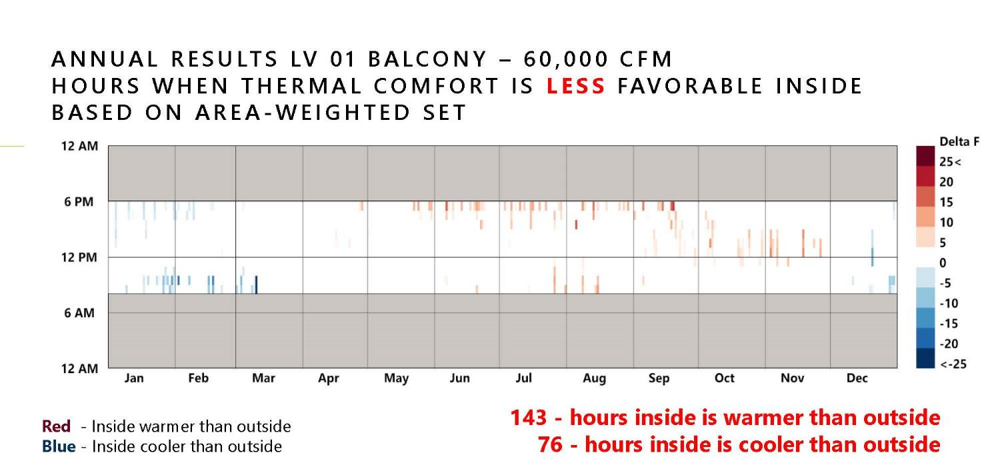 ANNUAL RESULTS LV 01 BALCONY – 60,000 CFM
HOURS WHEN THERMAL COMFORT IS LESS FAVORABLE INSIDE
BASED ON AREA-WEIGHTED SET
12 AM
6 PM
12 PM
6 AM
12 AM
Jan Feb Mar Apr May Jun Jul Aug Sep Oct Nov Dec
Delta F
25<
20
15
10
5
0
-5
-10
-15
-20
<-25
Red - Inside warmer than outside
Blue - Inside cooler than outside
143 - hours inside is warmer than outside
76 - hours inside is cooler than outside